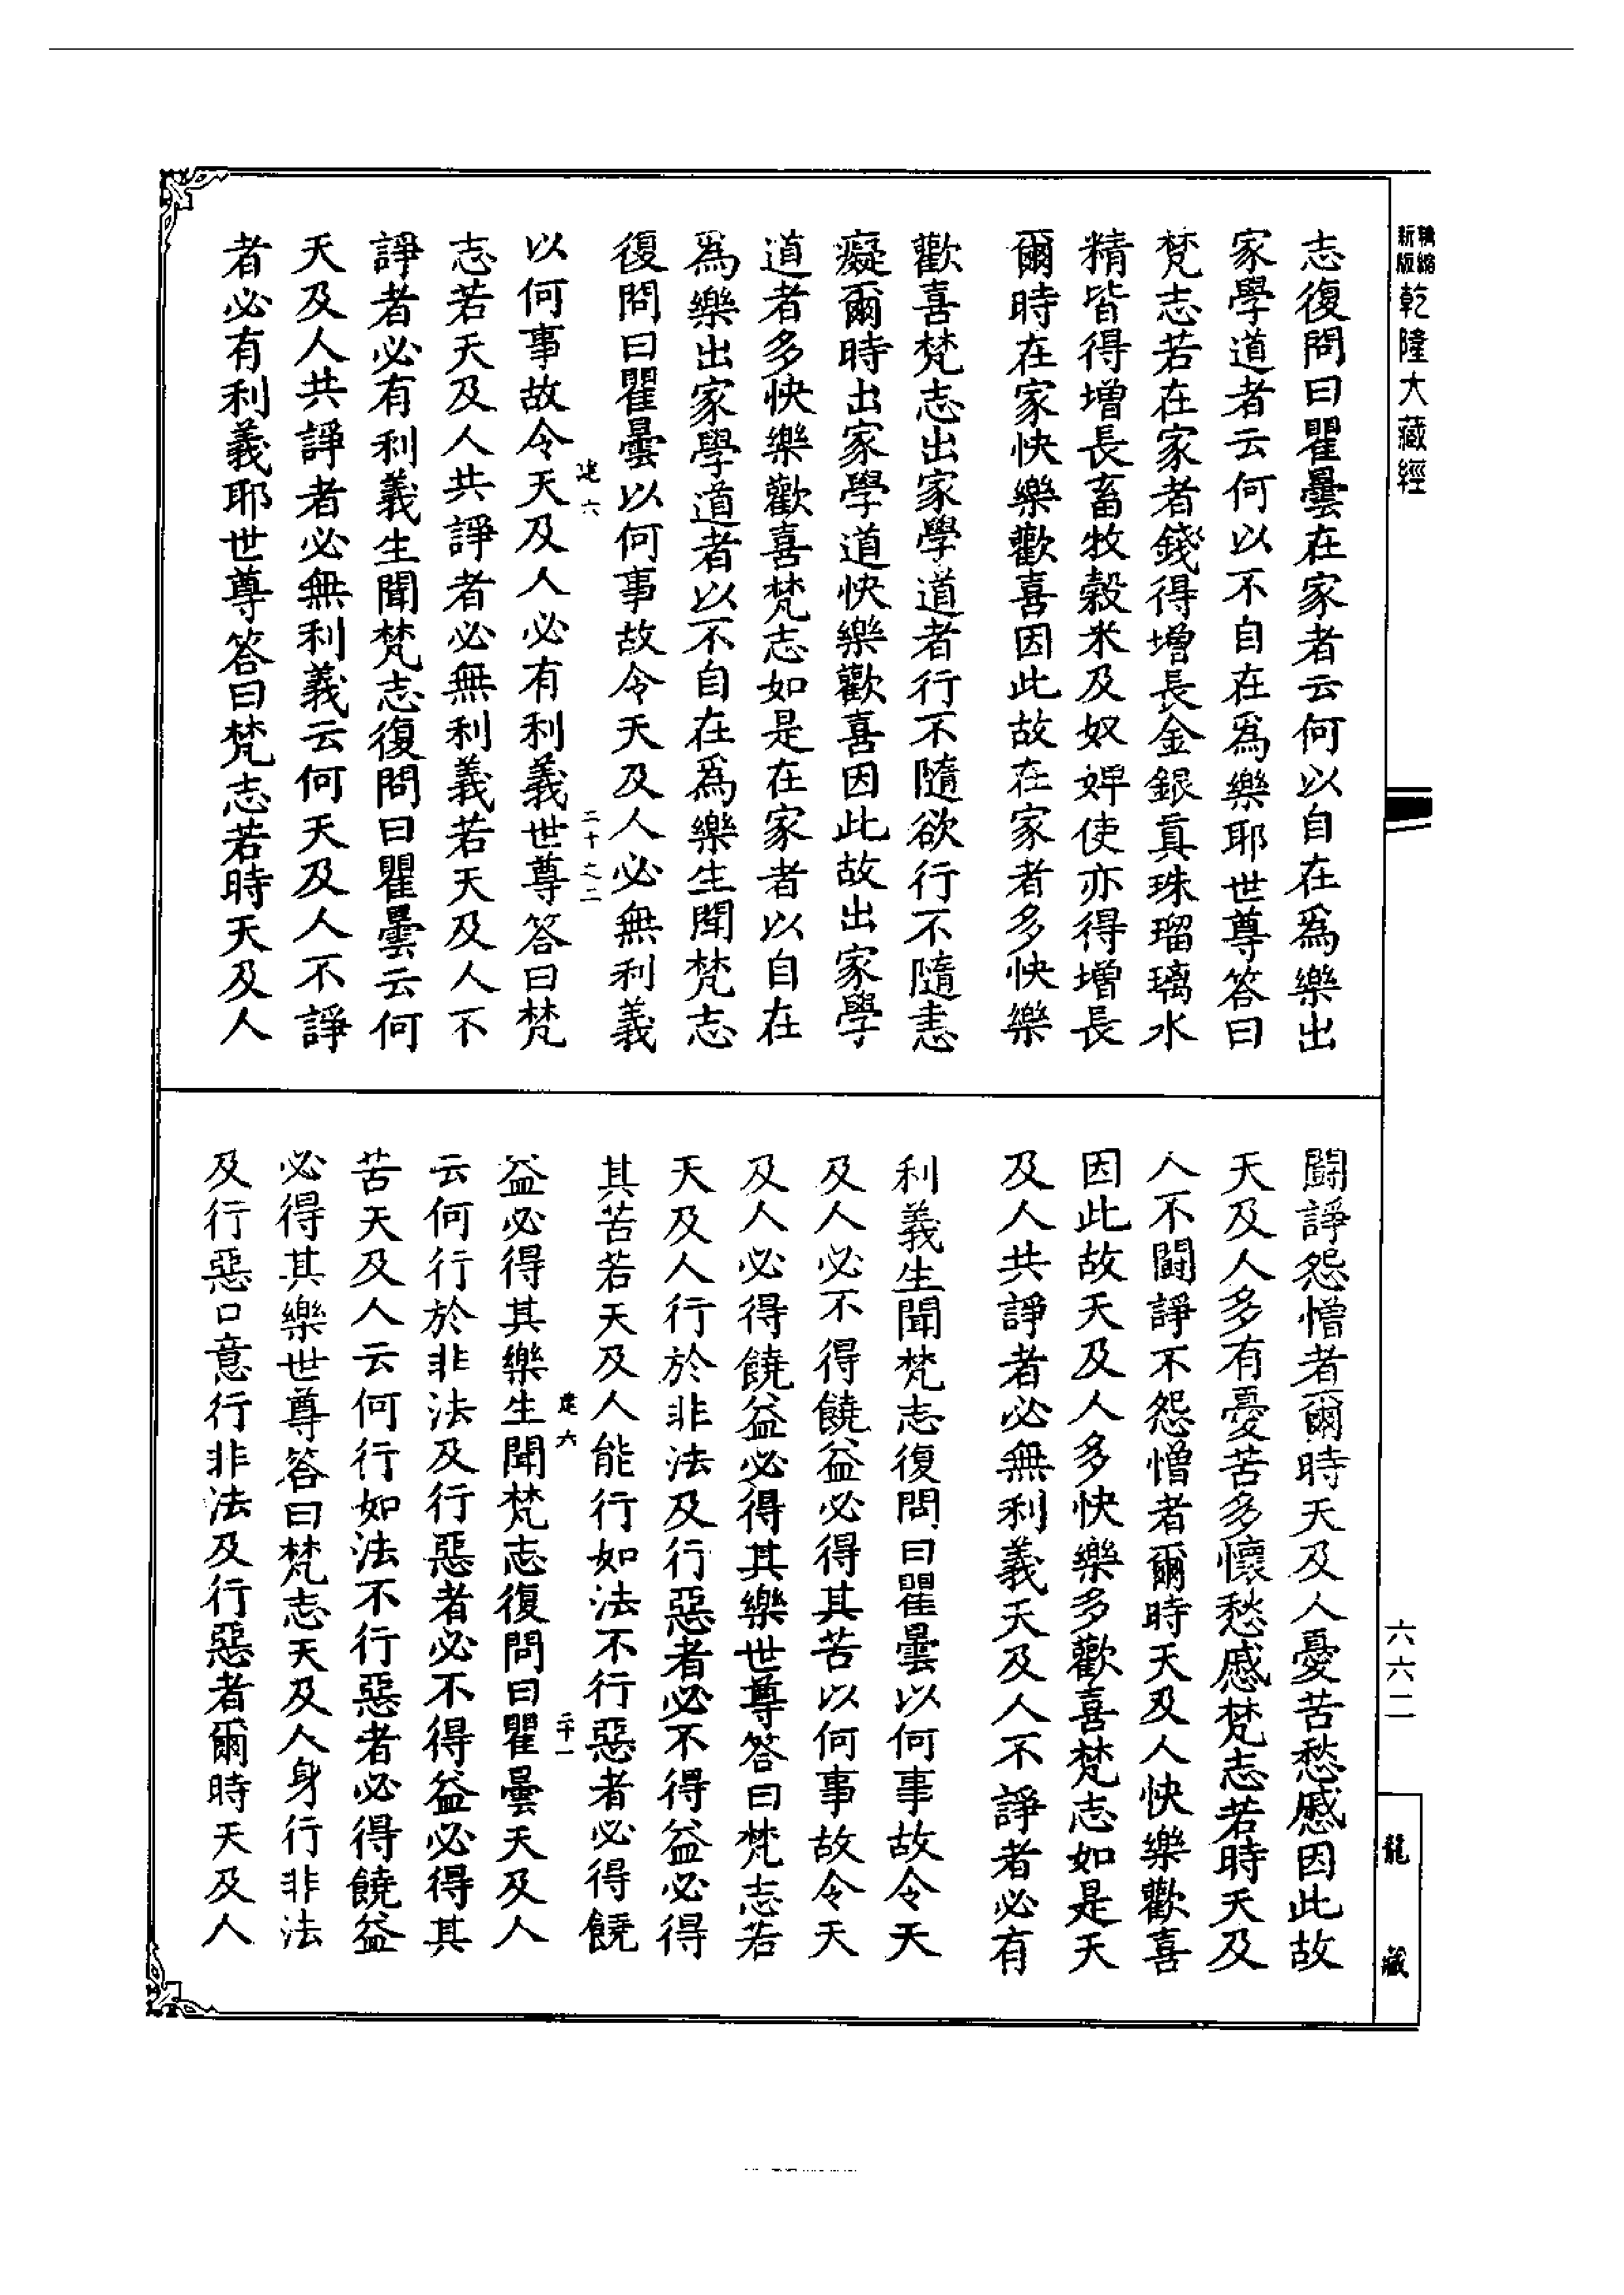 精縮新版乾隆大藏經
志復問曰瞿曇在家者云何以自在爲樂出
家學道者云何以不自在爲樂耶世尊答曰
梵志若在家者錢得增長金銀眞珠瑠璃水
精皆得增長畜牧穀米及奴婢使亦得增長
爾時在家快樂歡喜因此故在家者多快樂
歡喜梵志出家學道者行不隨欲行不隨恚
癡爾時出家學道快樂歡喜因此故出家學
道者多快樂歡喜梵志如是在家者以自在
爲樂出家學道者以不自在爲樂生聞梵志
復問曰瞿曇以何事故令天及人必無利義
建六 二十之二
以何事故令天及人必有利義世尊答曰梵
志若天及人共諍者必無利義若天及人不
諍者必有利義生聞梵志復問曰瞿曇云何
天及人共諍者必無利義云何天及人不諍
者必有利義耶世尊答曰梵志若時天及人
鬪諍怨憎者爾時天及人憂苦愁慼因此故
天及人多有憂苦多懷愁慼梵志若時天及
人不鬪諍不怨憎者爾時天及人快樂歡喜
因此故天及人多快樂多歡喜梵志如是天
及人共諍者必無利義天及人不諍者必有
利義生聞梵志復問曰瞿曇以何事故令天
及人必不得饒益必得其苦以何事故令天
及人必得饒益必得其樂世尊答曰梵志若
天及人行於非法及行惡者必不得益必得
其苦若天及人能行如法不行惡者必得饒
建六 二十一
益必得其樂生聞梵志復問曰瞿曇天及人
云何行於非法及行惡者必不得益必得其
苦天及人云何行如法不行惡者必得饒益
必得其樂世尊答曰梵志天及人身行非法
及行惡口意行非法及行惡者爾時天及人
六六二
龍藏